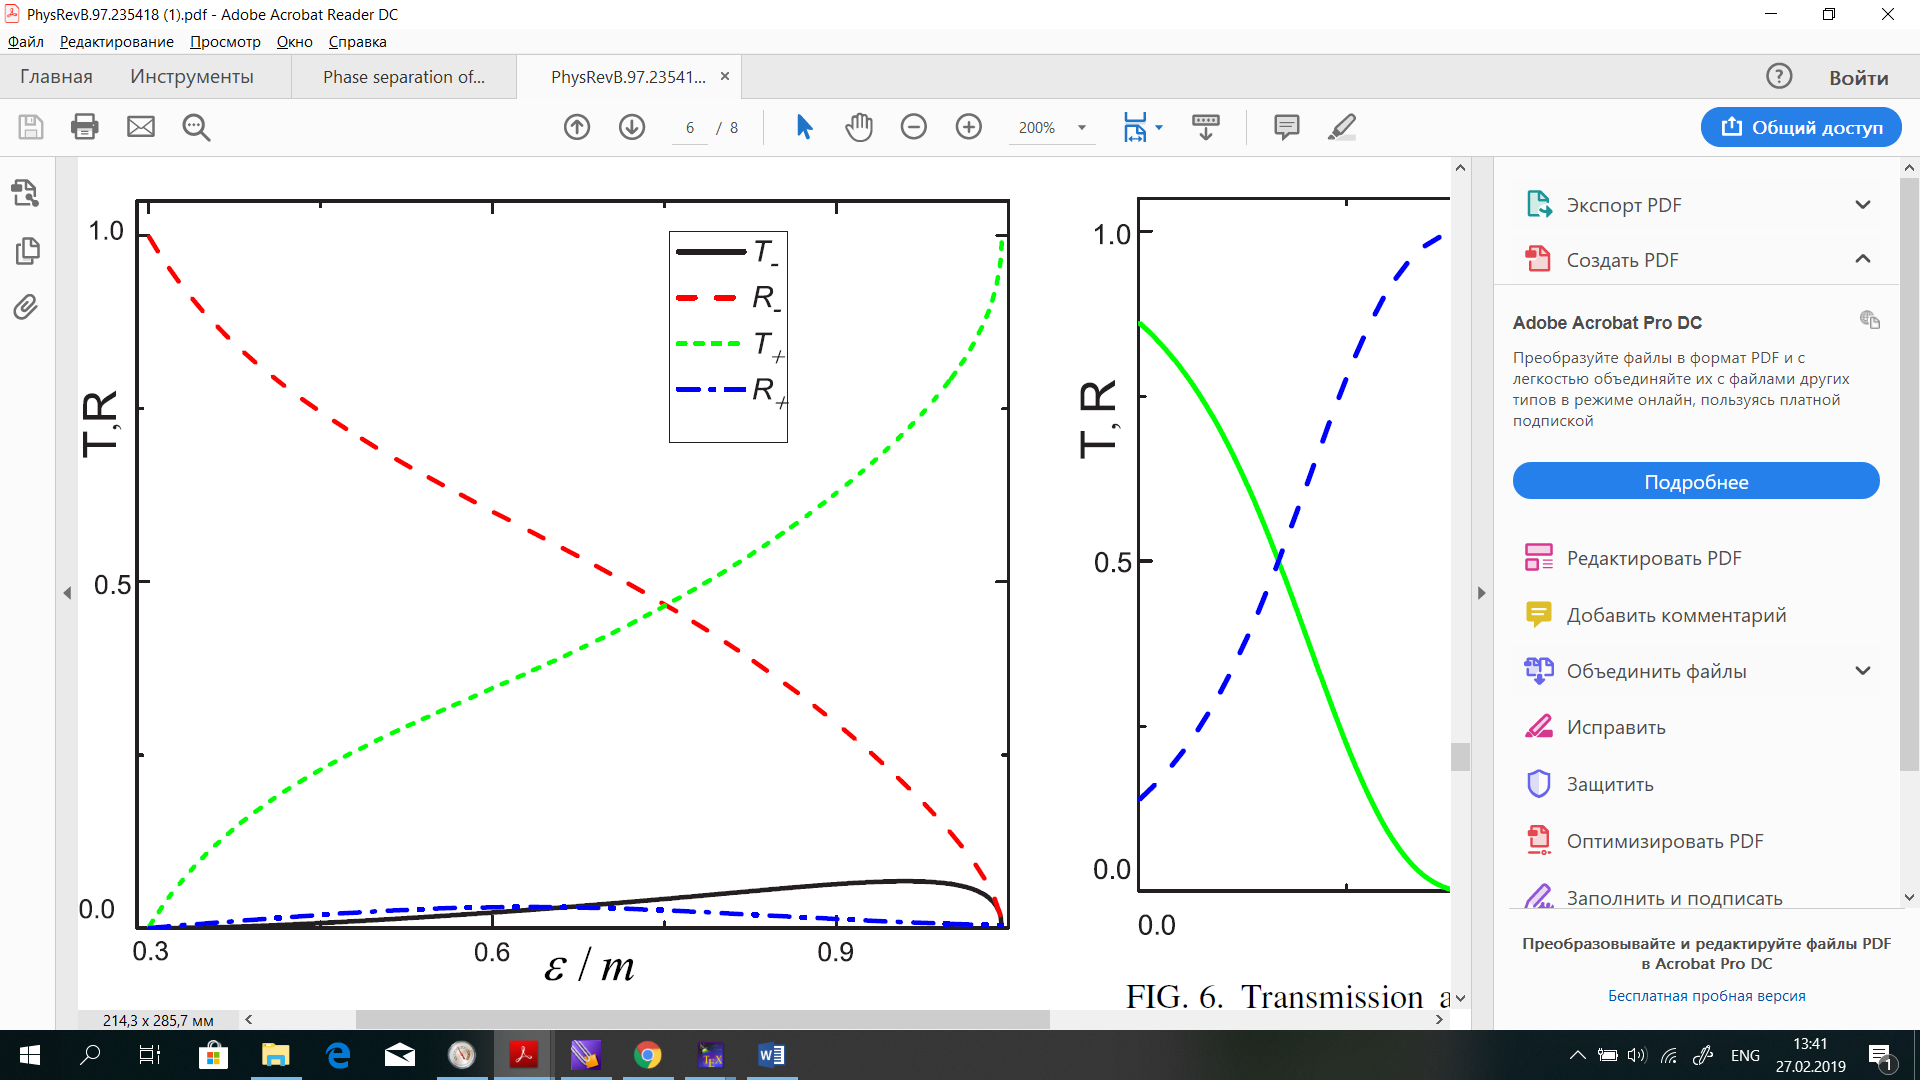 PhysRevB.97.235418 (1).pdf - Adobe Acrobat Reader DC
Файл Редактирование Просмотр Окно Справка
Главная Инструменты Phase separation of... PhysRevB.97.23541... × Войти
6 / 8 200% Общий доступ
1.0
T,R
0.5
0.0
0.3 0.6 0.9
ε / m
T-
R-
T+
R+
1.0
T,R
0.5
0.0
0.0
FIG. 6. Transmission a
214,3 x 285,7 мм
Экспорт PDF
Создать PDF
Adobe Acrobat Pro DC
Преобразуйте файлы в формат PDF и с
легкостью объединяйте их с файлами других
типов в режиме онлайн, пользуясь платной
подпиской
Подробнее
Редактировать PDF
Добавить комментарий
Объединить файлы
Исправить
Защитить
Оптимизировать PDF
Заполнить и подписать
Преобразовывайте и редактируйте файлы PDF
в Acrobat Pro DC
Бесплатная пробная версия
ENG
13:41
27.02.2019
1